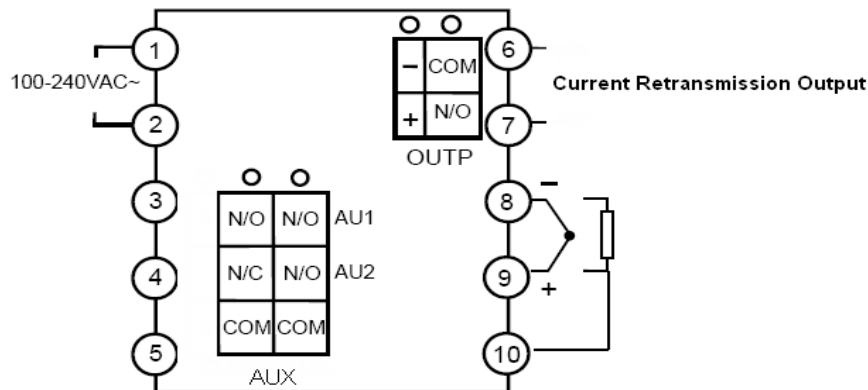 1
100-240VAC~
2
3
4
5
− COM
+ N/O
OUTP
6
Current Retransmission Output
7
N/O N/O AU1
N/C N/O AU2
COM COM
AUX
8 −
9 +
10